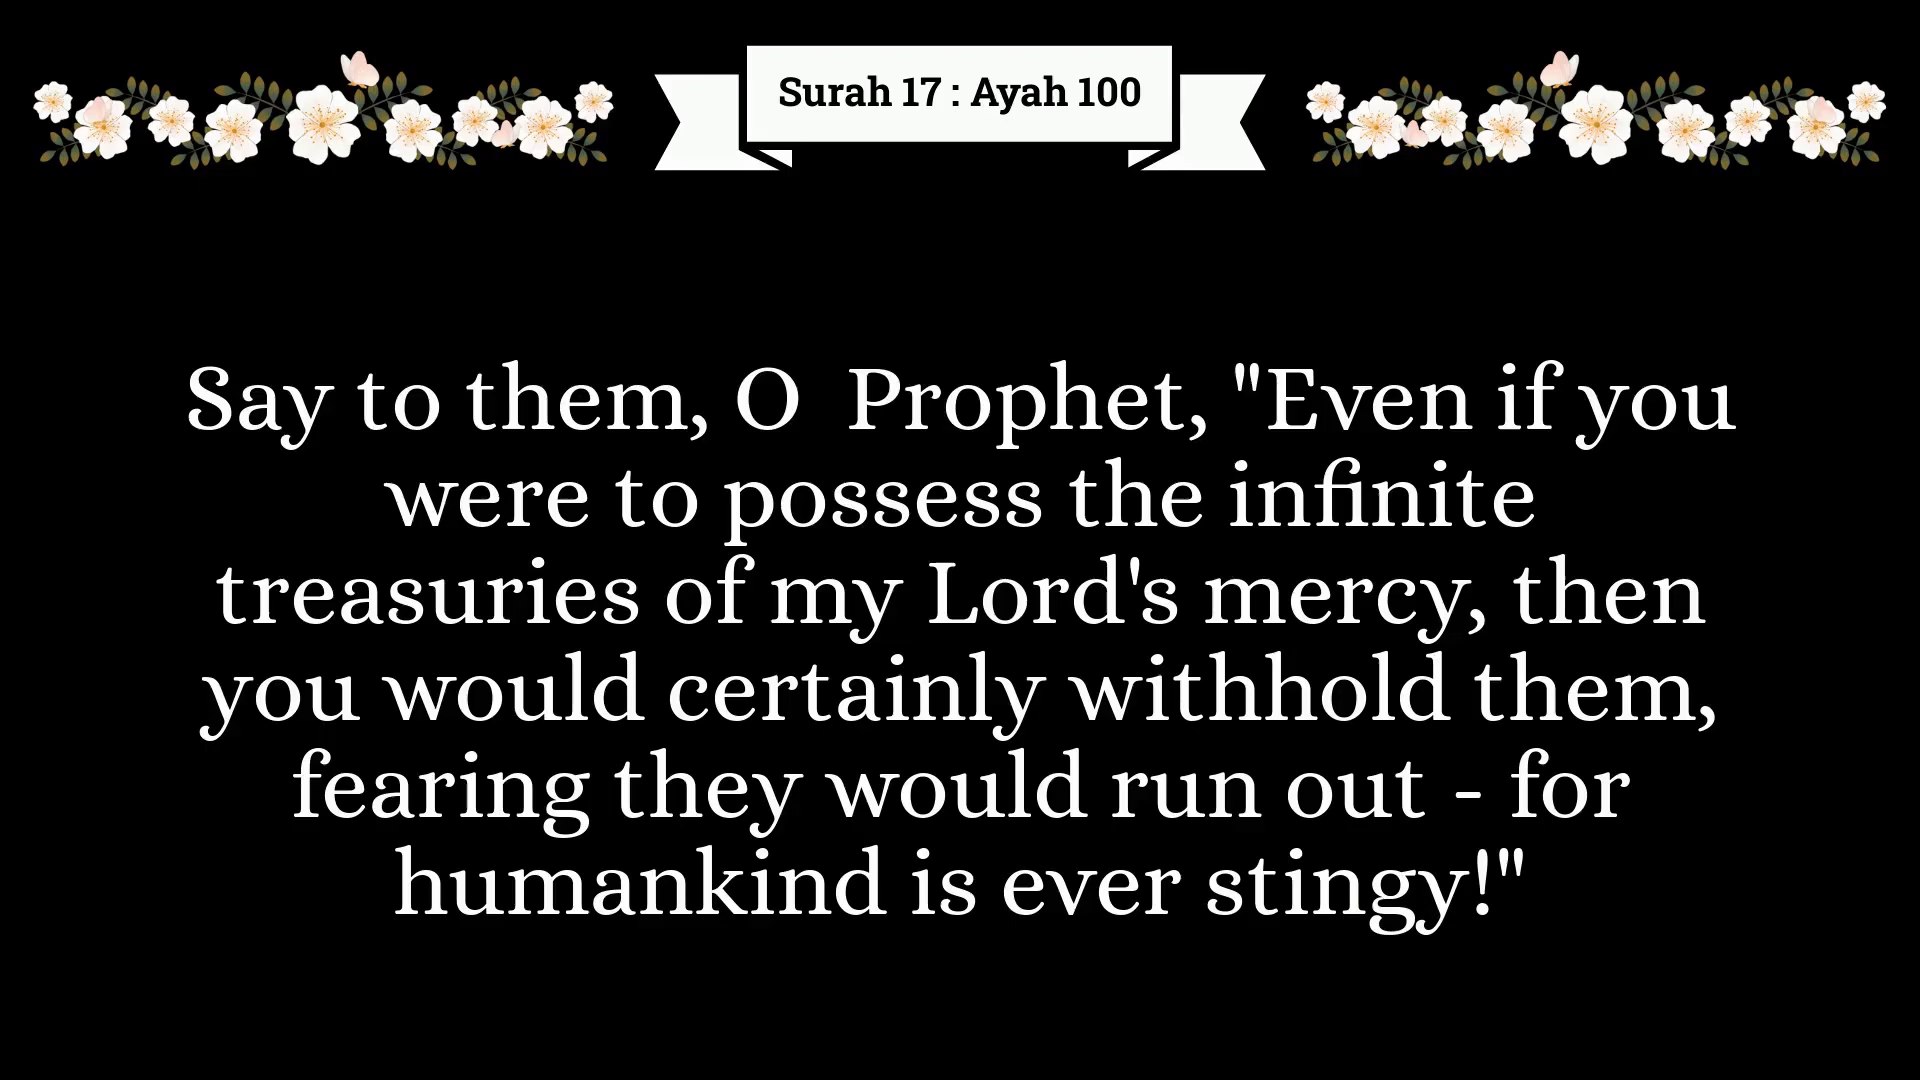 Surah 17 : Ayah 100
Say to them, O  Prophet, "Even if you
were to possess the infinite
treasuries of my Lord's mercy, then
you would certainly withhold them,
fearing they would run out - for
humankind is ever stingy!"